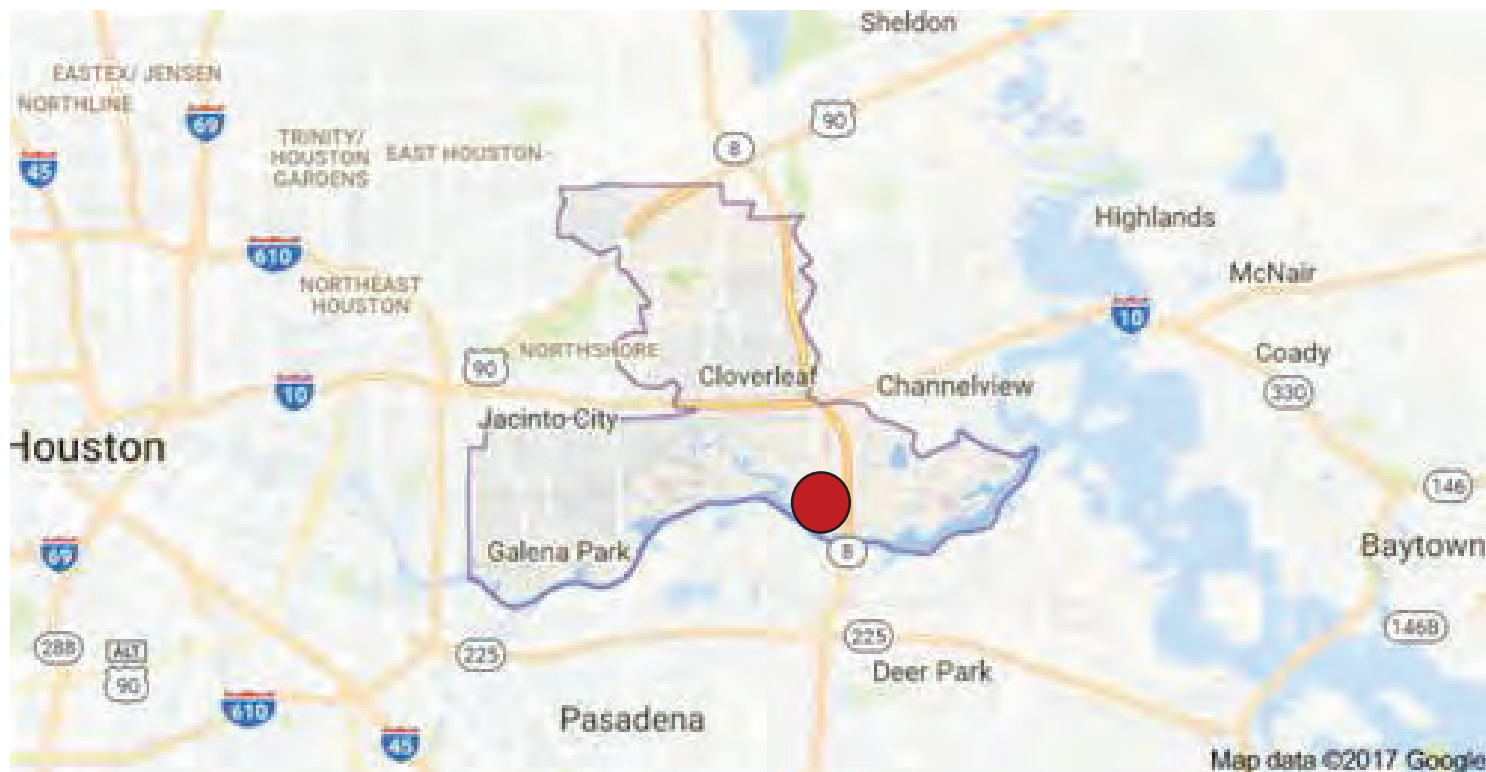 Sheldon
EASTEX/ JENSEN
NORTHLINE
69
90
TRINITY/
HOUSTON
GARDENS
EAST HOUSTON
8
45
Highlands
610
McNair
NORTHEAST
HOUSTON
10
NORTHSHORE
Coady
90
Cloverleaf
Channelview
10
330
Jacinto City
Houston
146
69
Galena Park
8
Baytown
288
ALT
90
225
225
146B
Deer Park
610
Pasadena
45
Map data ©2017 Google